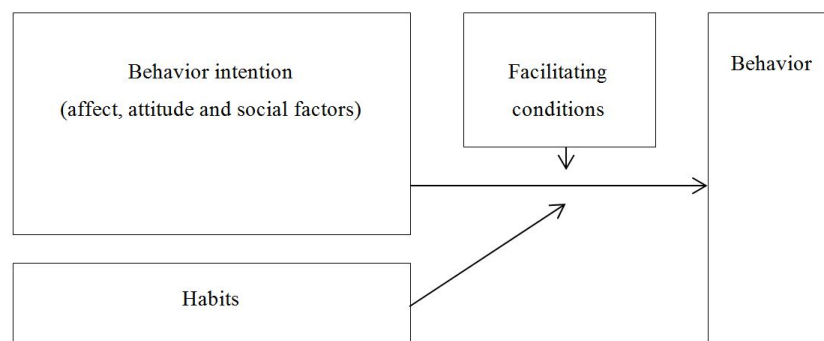 Behavior intention
(affect, attitude and social factors)
Facilitating
conditions
Behavior
Habits